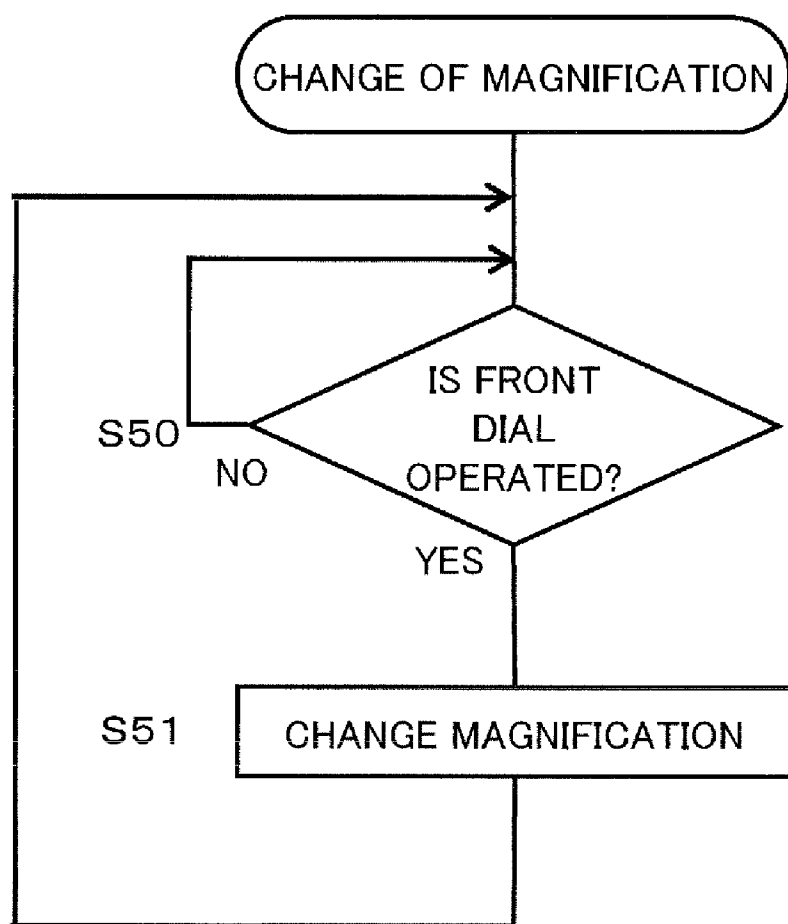 CHANGE OF MAGNIFICATION
IS FRONT
DIAL
OPERATED?
S50
NO
YES
S51
CHANGE MAGNIFICATION